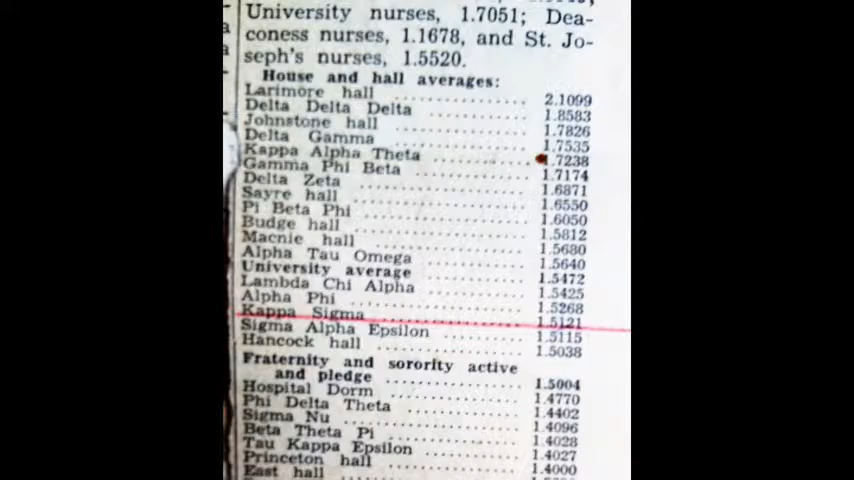 University nurses, 1.7051; Dea-
coness nurses, 1.1678, and St. Jo-
seph's nurses, 1.5520.
House and hall averages:
Larimore hall .................... 2.1099
Delta Delta Delta ............... 1.8583
Johnstone hall .................. 1.7826
Delta Gamma .................... 1.7535
Kappa Alpha Theta .............. 1.7238
Gamma Phi Beta ................ 1.7174
Delta Zeta ...................... 1.6871
Sayre hall ...................... 1.6550
Pi Beta Phi ..................... 1.6050
Budge hall ...................... 1.5812
Macnie hall ..................... 1.5680
Alpha Tau Omega ............... 1.5640
University average .............. 1.5472
Lambda Chi Alpha .............. 1.5425
Alpha Phi ....................... 1.5268
Kappa Sigma .................... 1.5121
Sigma Alpha Epsilon ............ 1.5115
Hancock hall .................... 1.5038
Fraternity and sorority active
and pledge ...................... 1.5004
Hospital Dorm .................. 1.4770
Phi Delta Theta ................. 1.4402
Sigma Nu ....................... 1.4096
Beta Theta Pi ................... 1.4028
Tau Kappa Epsilon .............. 1.4027
Princeton hall .................. 1.4000
East hall ......................